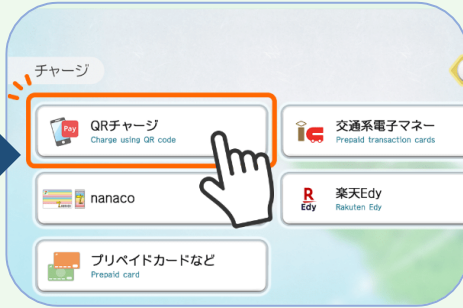 チャージ
Pay
QRチャージ
Charge using QR code
交通系電子マネー
Prepaid transaction cards
nanaco
R
Edy
楽天Edy
Rakuten Edy
プリペイドカードなど
Prepaid card